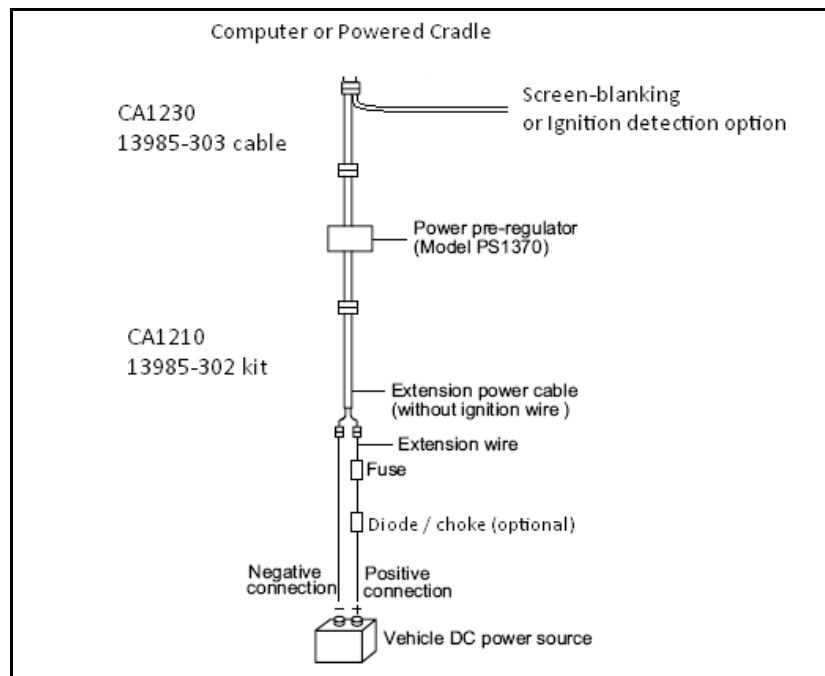 Computer or Powered Cradle
Screen-blanking
or Ignition detection option
CA1230
13985-303 cable
Power pre-regulator
(Model PS1370)
CA1210
13985-302 kit
Extension power cable
(without ignition wire )
Extension wire
Fuse
Diode / choke (optional)
Negative
connection
Positive
connection
− +
Vehicle DC power source